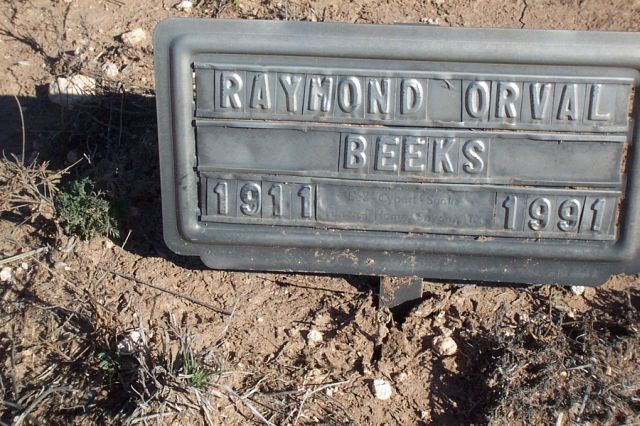 RAYMOND ORVAL
BEEKS
1911 1991